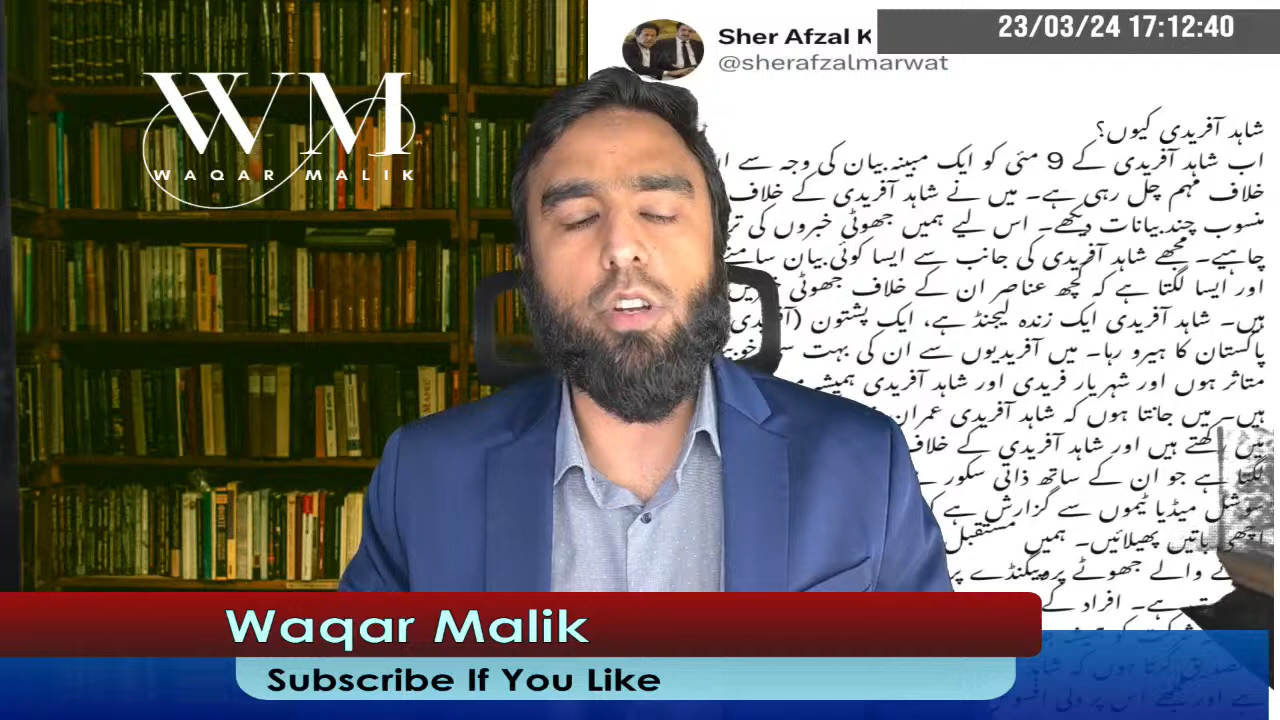 WM
WAQAR MALIK
Sher Afzal K
23/03/24 17:12:40
@sherafzalmarwat
شاہد آفریدی کیوں؟
اب شاہد آفریدی کے 9 مئی کو ایک مبینہ بیان کی وجہ سے
خلاف مہم چل رہی ہے۔ میں نے شاہد آفریدی کے خلاف
منسوب چند بیانات دیکھے۔ اس لیے ہمیں جھوٹی خبروں کی
چاہیے۔ مجھے شاہد آفریدی کی جانب سے ایسا کوئی بیان
اور ایسا لگتا ہے کہ کچھ عناصر ان کے خلاف جھوٹی
ہیں۔ شاہد آفریدی ایک زندہ لیجنڈ ہے، ایک پشتون
پاکستان کا ہیرو رہا۔ میں آفریدیوں سے ان کی بہت
متاثر ہوں اور شہریار فریدی اور شاہد آفریدی ہمیشہ
ہیں۔ میں جانتا ہوں کہ شاہد آفریدی عمران
رکھتے ہیں اور شاہد آفریدی کے خلاف
لگتا ہے جو ان کے ساتھ ذاتی سکور
سوشل میڈیا ٹیموں سے گزارش ہے
اچھی باتیں پھیلائیں۔ ہمیں مستقبل
والے جھوٹے پروپیگنڈے پر
ہے۔ افراد کے
Waqar Malik
Subscribe If You Like